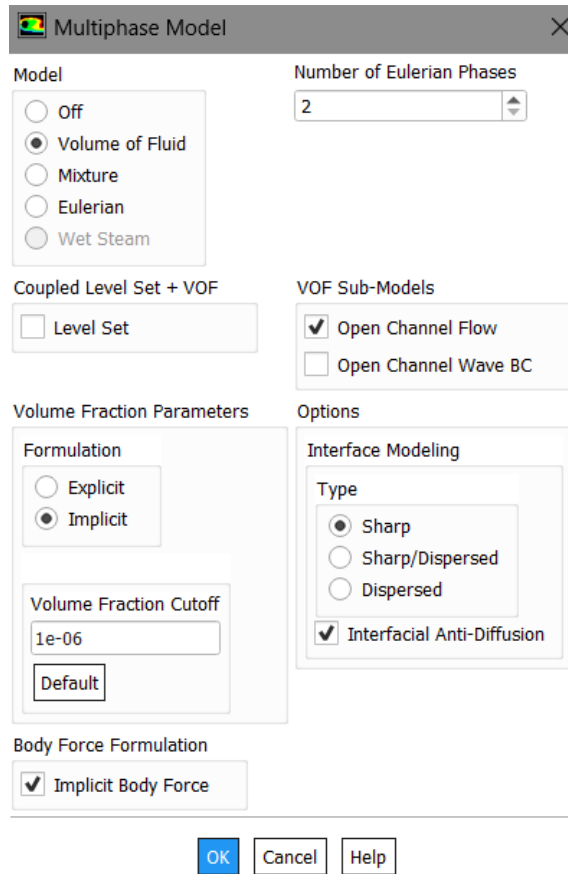 Multiphase Model
Model
Off
Volume of Fluid
Mixture
Eulerian
Wet Steam
Number of Eulerian Phases
2
Coupled Level Set + VOF
Level Set
VOF Sub-Models
Open Channel Flow
Open Channel Wave BC
Volume Fraction Parameters
Formulation
Explicit
Implicit
Volume Fraction Cutoff
1e-06
Default
Options
Interface Modeling
Type
Sharp
Sharp/Dispersed
Dispersed
Interfacial Anti-Diffusion
Body Force Formulation
Implicit Body Force
OK Cancel Help